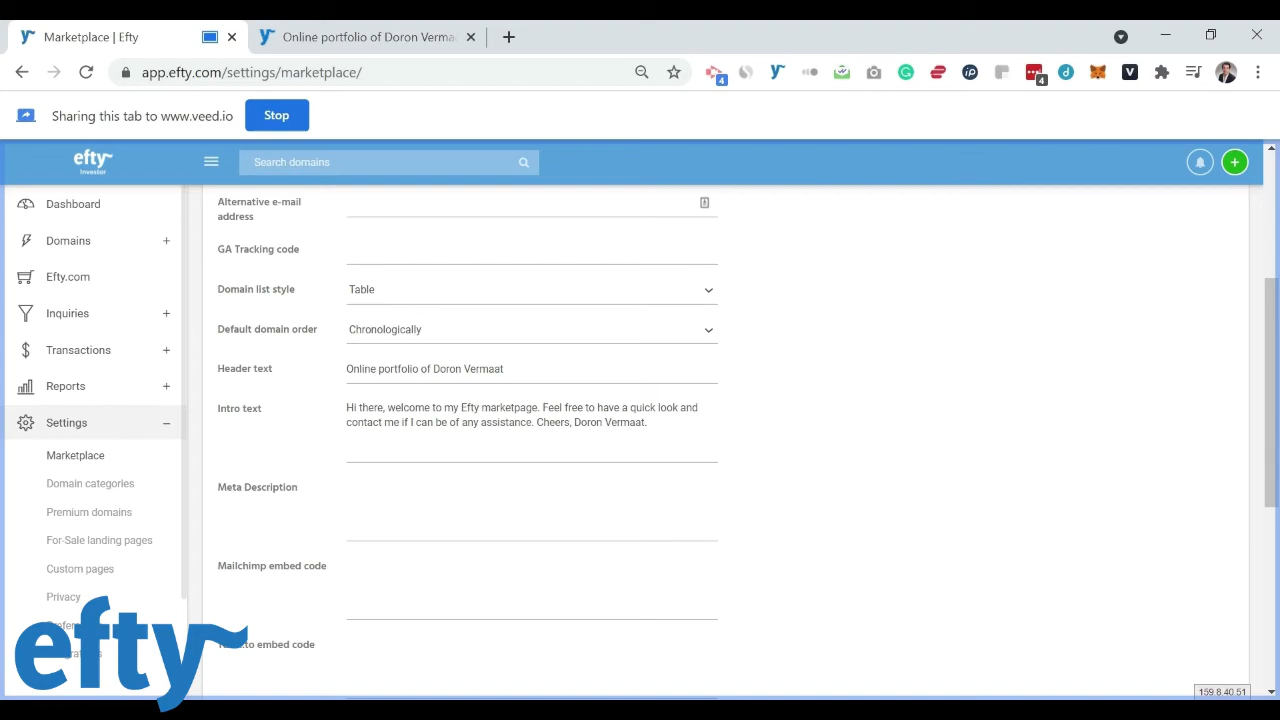 Marketplace | Efty
Online portfolio of Doron Verma
app.efty.com/settings/marketplace/
4
iP
4
V
Sharing this tab to www.veed.io
Stop
efty~
Investor
Search domains
Dashboard
Domains
Efty.com
Inquiries
Transactions
Reports
Settings
Marketplace
Domain categories
Premium domains
For-Sale landing pages
Custom pages
Privacy
efty~
Alternative e-mail
address
GA Tracking code
Domain list style
Table
Default domain order
Chronologically
Header text
Online portfolio of Doron Vermaat
Intro text
Hi there, welcome to my Efty marketpage. Feel free to have a quick look and
contact me if I can be of any assistance. Cheers, Doron Vermaat.
Meta Description
Mailchimp embed code
embed code
159.8.40.51